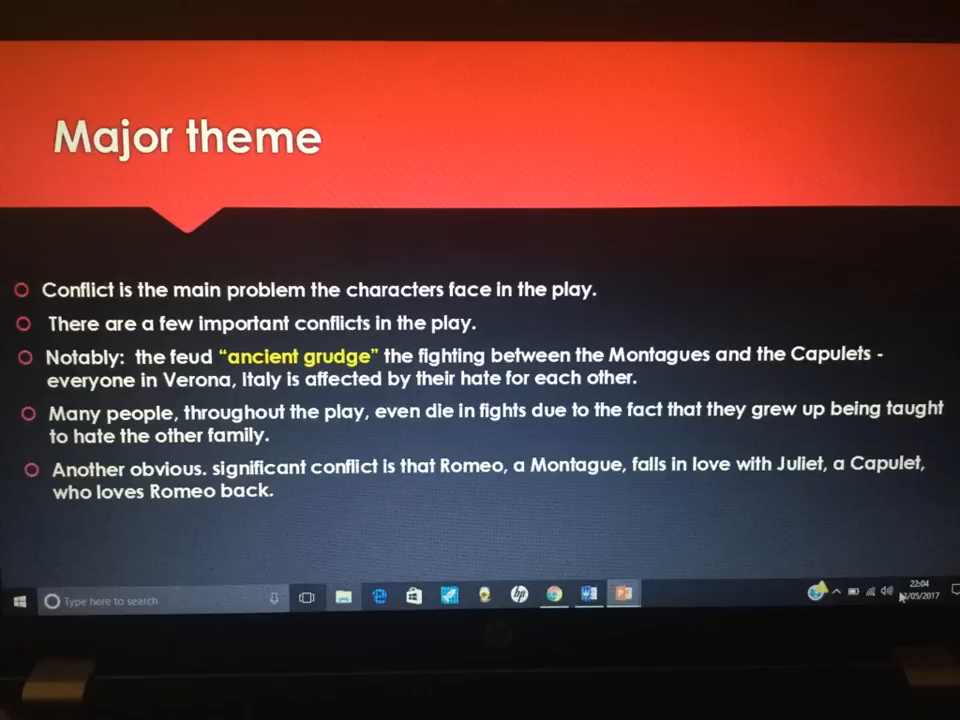 Major theme
Conflict is the main problem the characters face in the play.
There are a few important conflicts in the play.
Notably: the feud “ancient grudge” the fighting between the Montagues and the Capulets -
everyone in Verona, Italy is affected by their hate for each other.
Many people, throughout the play, even die in fights due to the fact that they grew up being taught
to hate the other family.
Another obvious. significant conflict is that Romeo, a Montague, falls in love with Juliet, a Capulet,
who loves Romeo back.
Type here to search
hp
22:04
/05/2017